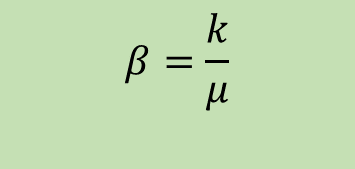 β = k/μ